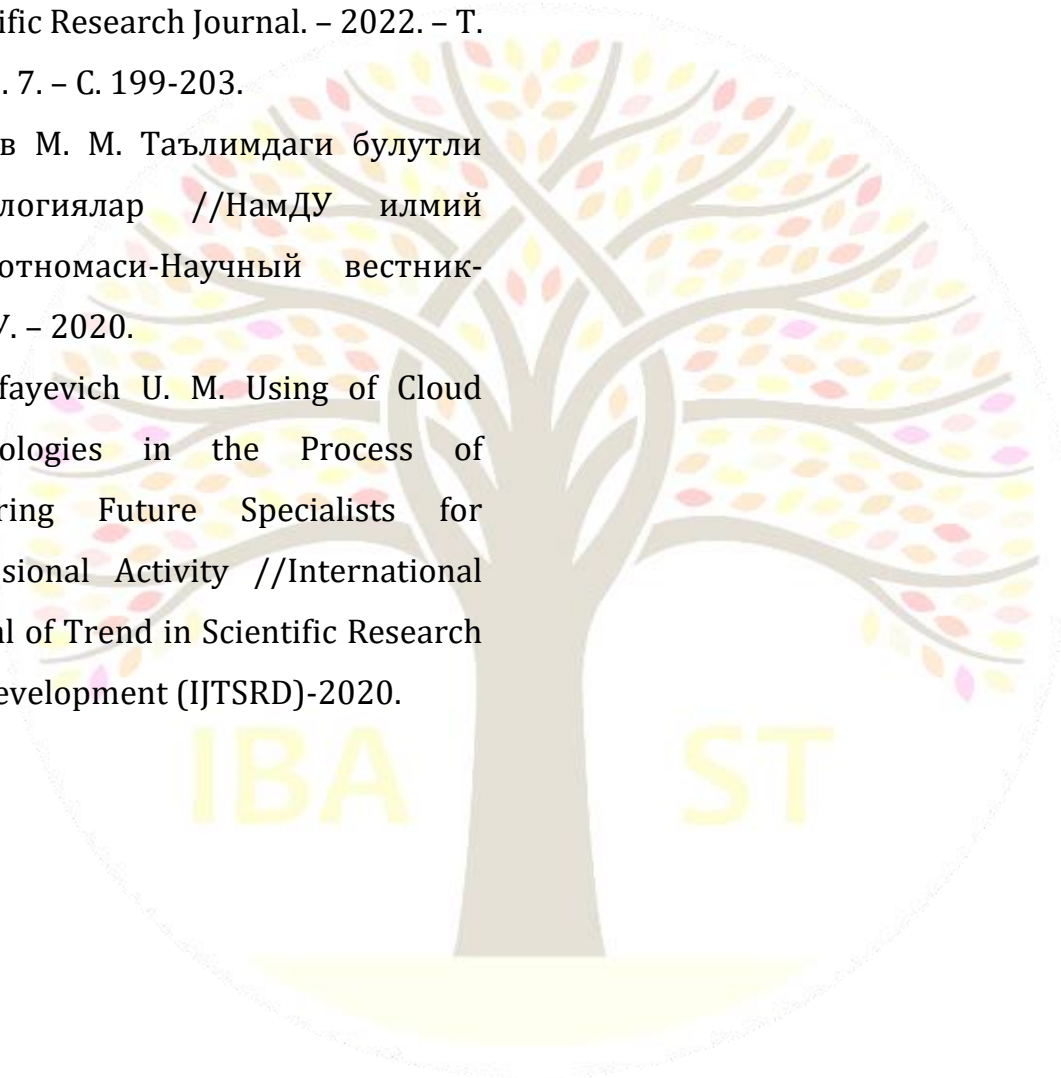 ific Research Journal. – 2022. – Т.
. 7. – С. 199-203.
в М. М. Таълимдаги булутли
логиялар //НамДУ илмий
отномаси-Научный вестник-
У. – 2020.
fayevich U. M. Using of Cloud
ologies in the Process of
ring Future Specialists for
sional Activity //International
al of Trend in Scientific Research
evelopment (IJTSRD)-2020.
IBA ST